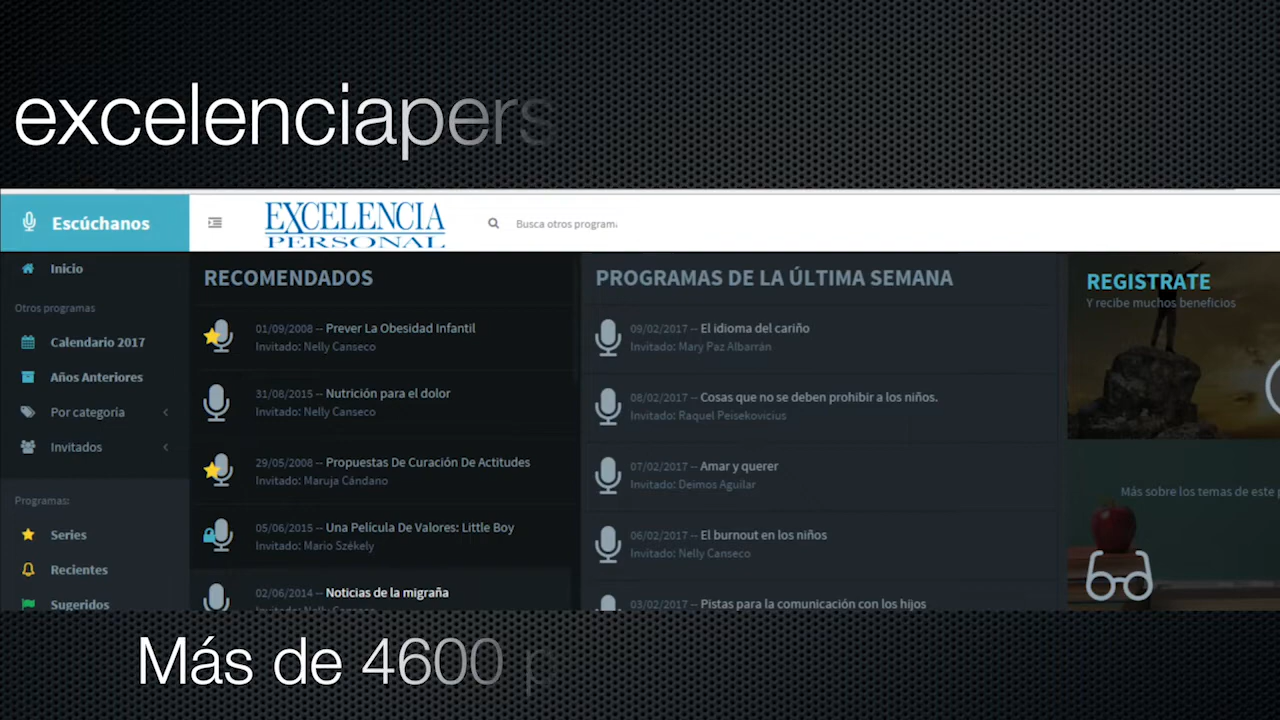 excelenciapers
Escúchanos
EXCELENCIA
PERSONAL
Busca otros programa
Inicio
Otros programas
Calendario 2017
Años Anteriores
Por categoría
Invitados
Programas:
Series
Recientes
Sugeridos
RECOMENDADOS
01/09/2008 -- Prever La Obesidad Infantil
Invitado: Nelly Canseco
31/08/2015 -- Nutrición para el dolor
Invitado: Nelly Canseco
29/05/2008 -- Propuestas De Curación De Actitudes
Invitado: Maruja Cándano
05/06/2015 -- Una Película De Valores: Little Boy
Invitado: Mario Székely
02/06/2014 -- Noticias de la migraña
Invitado: Nelly Canseco
PROGRAMAS DE LA ÚLTIMA SEMANA
09/02/2017 -- El idioma del cariño
Invitado: Mary Paz Albarrán
08/02/2017 -- Cosas que no se deben prohibir a los niños.
Invitado: Raquel Peisekovicius
07/02/2017 -- Amar y querer
Invitado: Deimos Aguilar
06/02/2017 -- El burnout en los niños
Invitado: Nelly Canseco
03/02/2017 -- Pistas para la comunicación con los hijos
REGISTRATE
Y recibe muchos beneficios
Más sobre los temas de este
Más de 4600 p